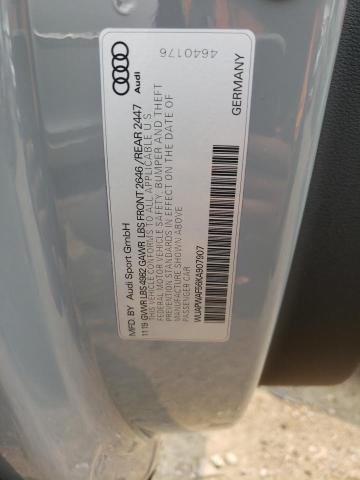 Audi
4640176
GERMANY
MFD. BY Audi Sport GmbH
11 19 GWVR LBS 4982 GAWR LBS FRONT 2646 / REAR 2447
THIS VEHICLE CONFORMS TO ALL APPLICABLE U.S.
FEDERAL MOTOR VEHICLE SAFETY, BUMPER AND THEFT
PREVENTION STANDARDS IN EFFECT ON THE DATE OF
MANUFACTURE SHOWN ABOVE.
PASSENGER CAR
WUAPWAF56KA907907